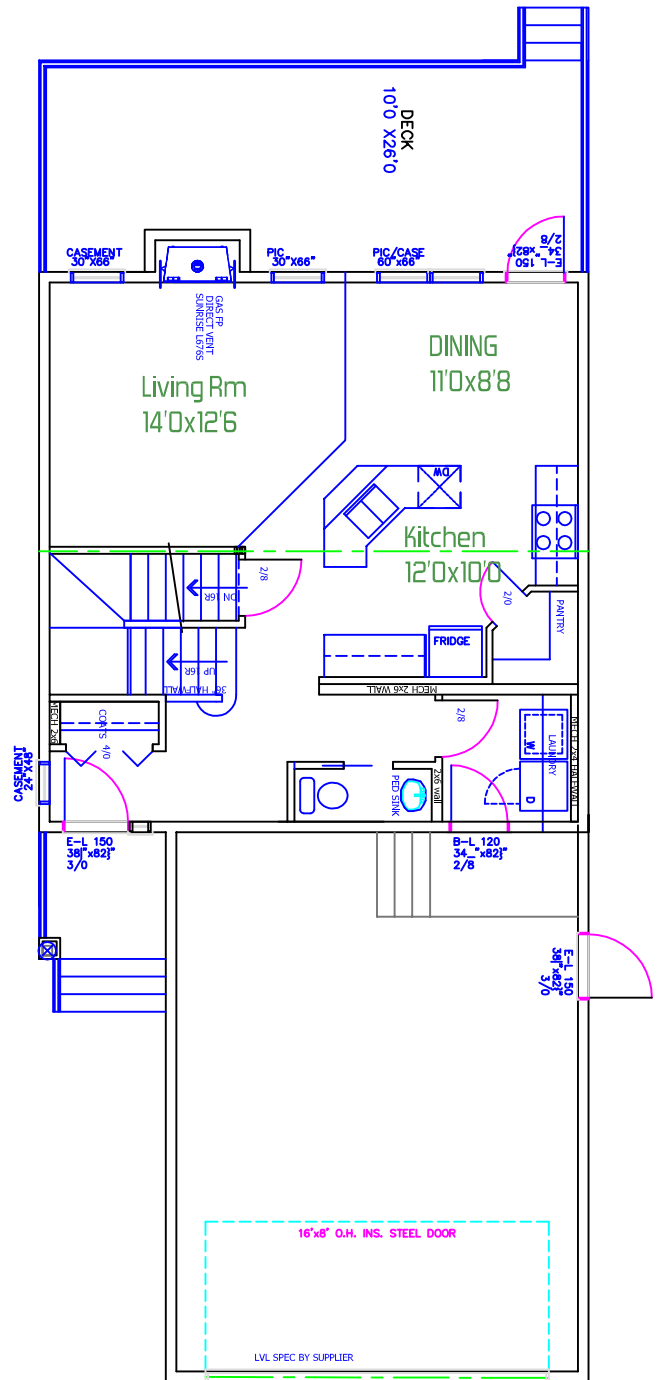 DECK
10'0 X26'0
CASEMENT
30"X66"
PIC
30"X66"
PIC/CASE
60"X66"
E-L 150
34_"x82}"
2/8
GAS FP
DIRECT VENT
SUNRISE L676S
DINING
11'0x8'8
Living Rm
14'0x12'6
DW
Kitchen
12'0x10'0
2/8
DN 16R
2/0
PANTRY
FRIDGE
UP 16R
36" HALFWALL
MECH 2x6 WALL
MECH 2x6
COATS 4/0
2/8
LAUNDRY
W
MECH 2x4 HALFWALL
CASEMENT
24"X48"
PED SINK
2x6 wall
D
E-L 150
38|"x82}"
3/0
B-L 120
34_"x82}"
2/8
E-L 150
38|"x82}"
3/0
16'x8' O.H. INS. STEEL DOOR
LVL SPEC BY SUPPLIER